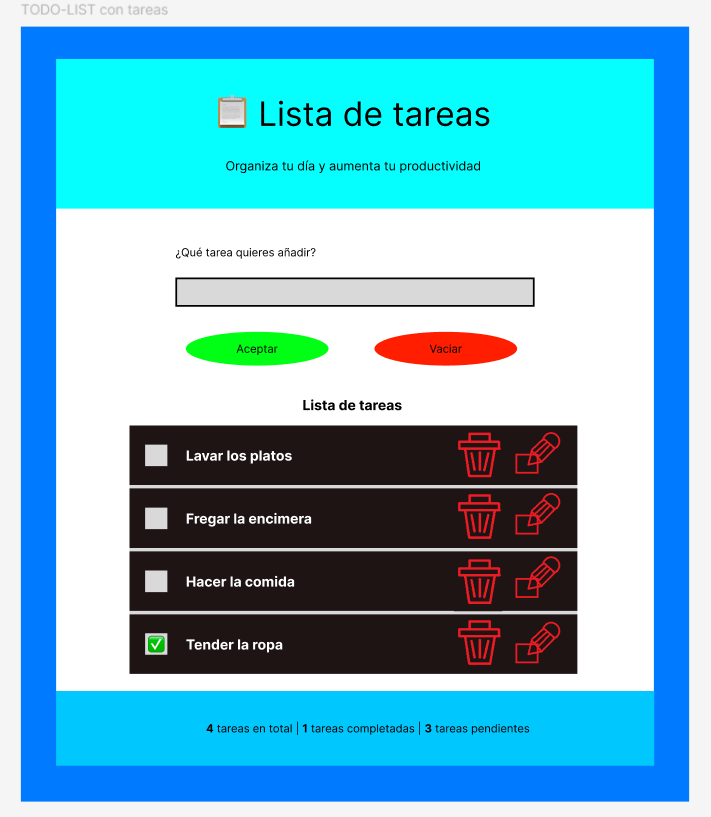 TODO-LIST con tareas
Lista de tareas
Organiza tu día y aumenta tu productividad
¿Qué tarea quieres añadir?
Aceptar
Vaciar
Lista de tareas
Lavar los platos
Fregar la encimera
Hacer la comida
Tender la ropa
4 tareas en total | 1 tareas completadas | 3 tareas pendientes